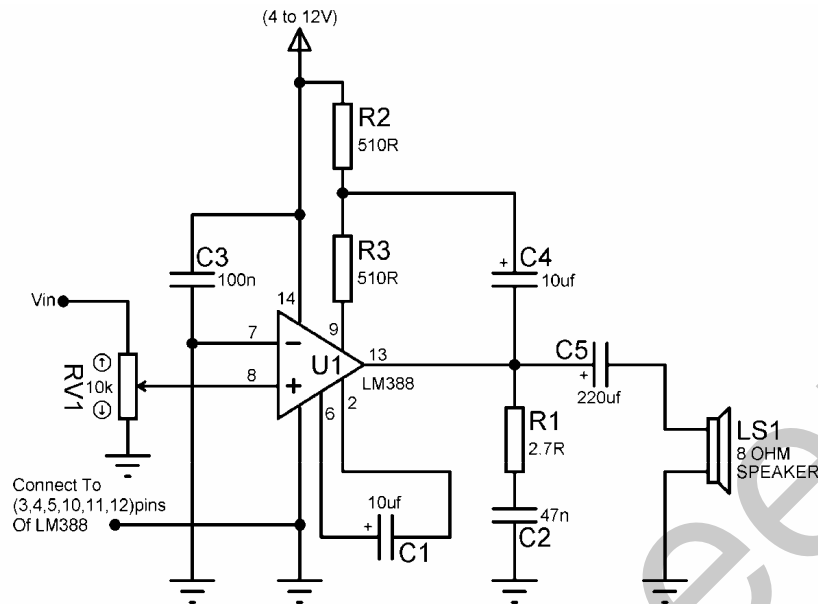 (4 to 12V)
R2
510R
R3
510R
C3
100n
C4
10uf
Vin
14
9
7
U1
13
LM388
8
6
2
RV1
10k
C5
220uf
R1
2.7R
LS1
8 OHM
SPEAKER
Connect To
(3,4,5,10,11,12)pins
Of LM388
10uf
C1
47n
C2